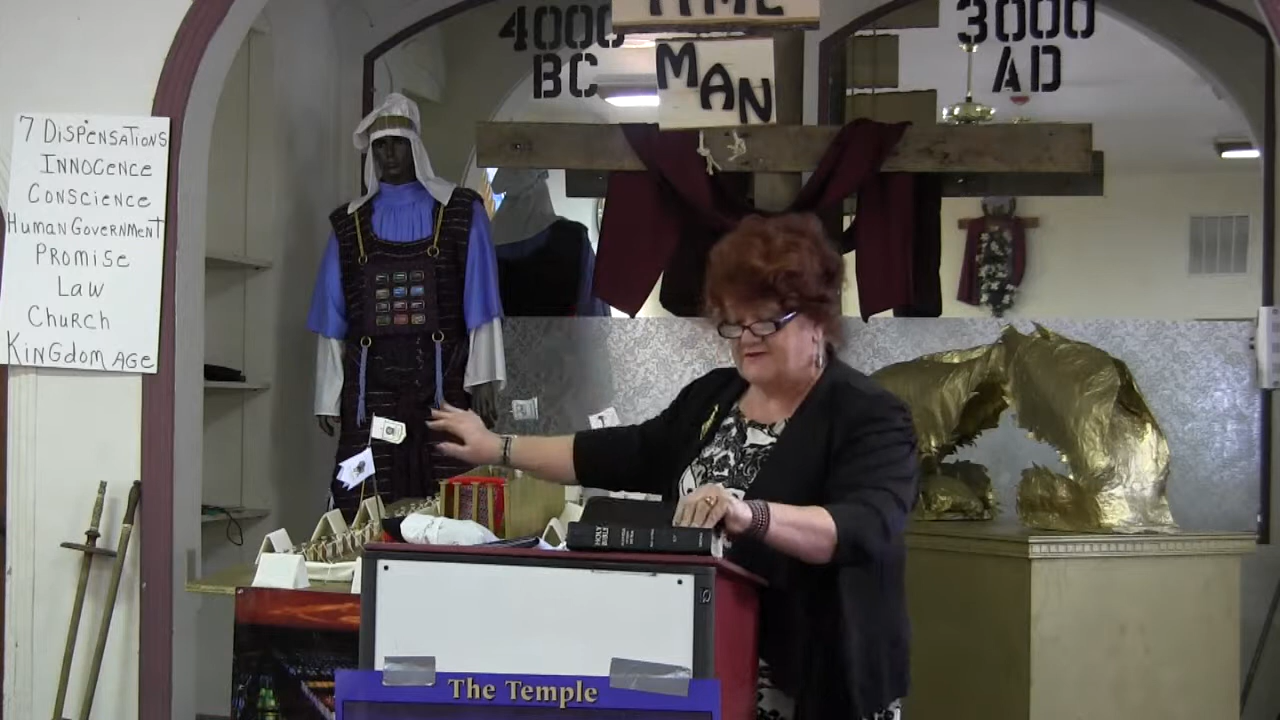 4000
BC
TIME
MAN
3000
AD
7 DISPENSATIONS
INNOCENCE
CONSCIENCE
HUMAN GOVERNMENT
PROMISE
LAW
CHURCH
KINGDOM AGE
HOLY
BIBLE
The Temple